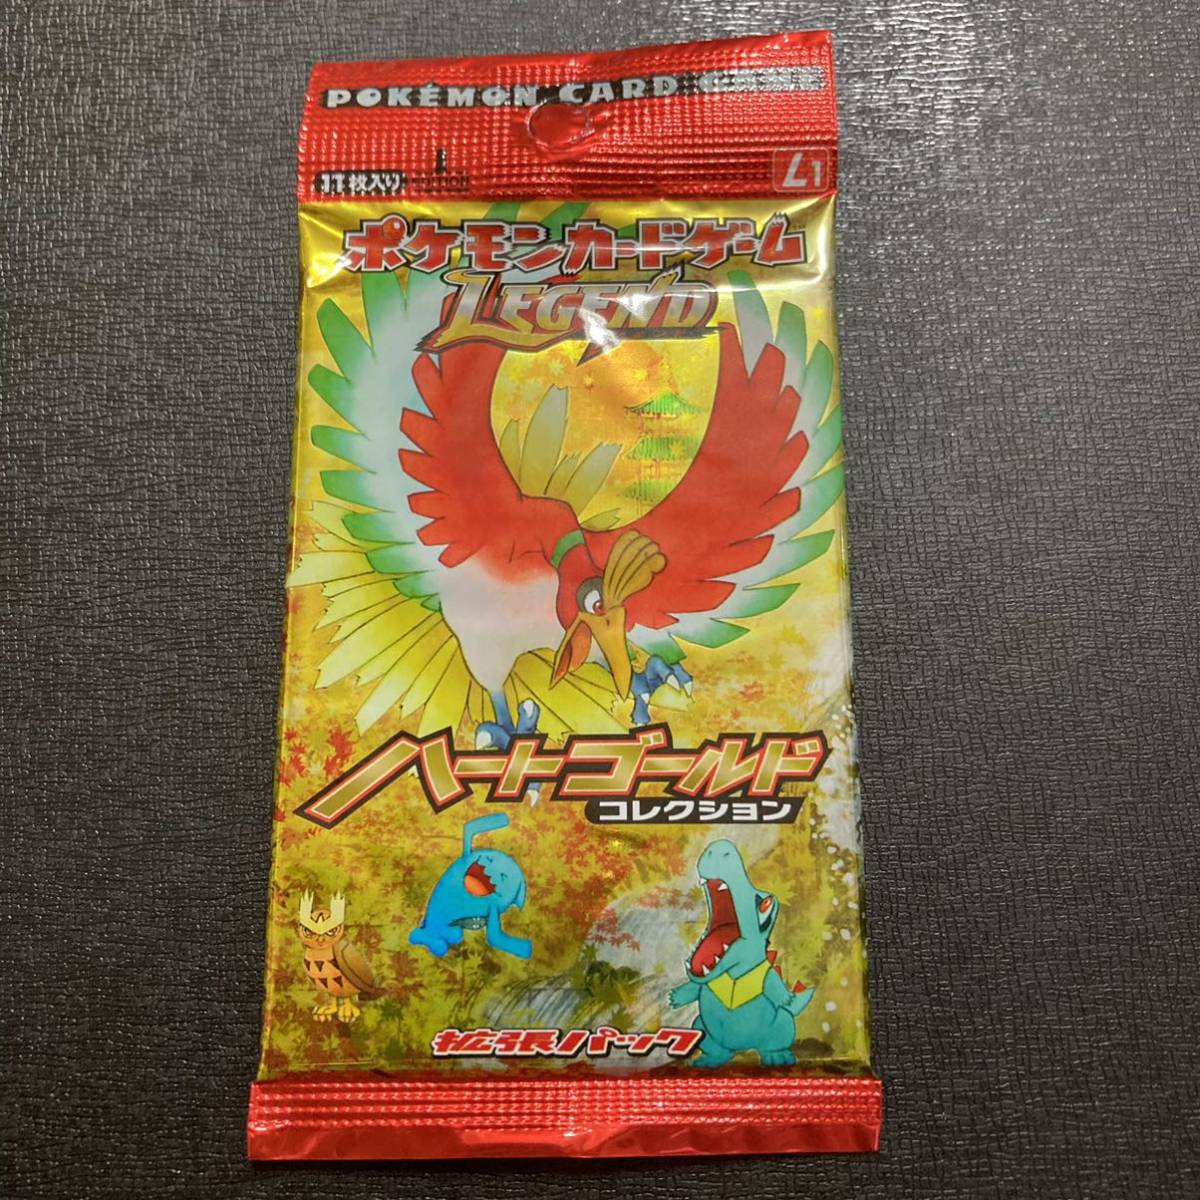 POKÉMON CARD GAME
11枚入り
L1
ポケモンカードゲーム
LEGEND
ハートゴールド
コレクション
拡張パック